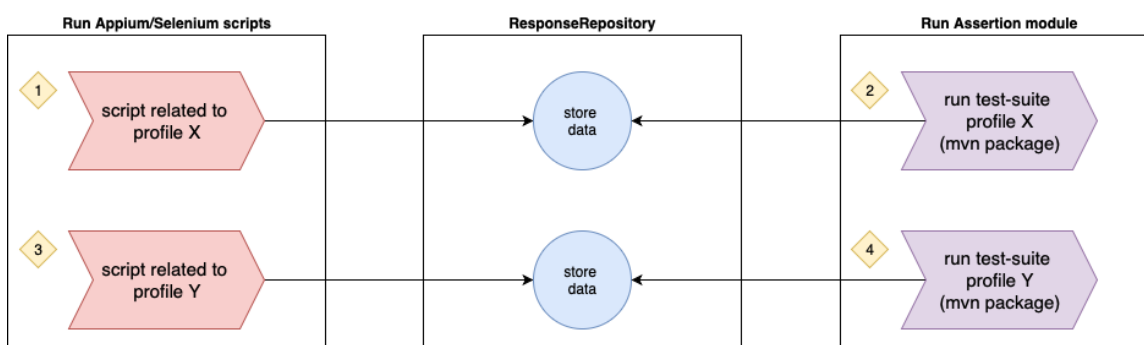 Run Appium/Selenium scripts
ResponseRepository
Run Assertion module
1
script related to
profile X
store
data
2
run test-suite
profile X
(mvn package)
3
script related to
profile Y
store
data
4
run test-suite
profile Y
(mvn package)